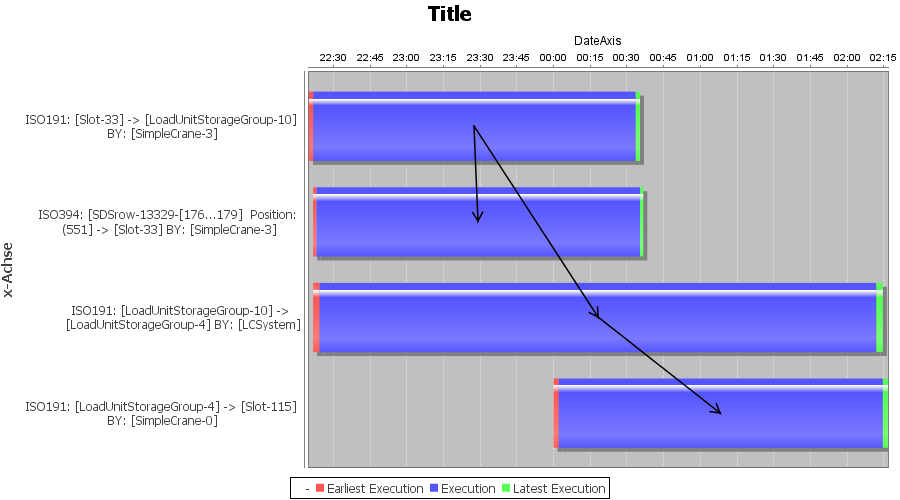 Title
DateAxis
22:30 22:45 23:00 23:15 23:30 23:45 00:00 00:15 00:30 00:45 01:00 01:15 01:30 01:45 02:00 02:15
x-Achse
ISO191: [Slot-33] -> [LoadUnitStorageGroup-10]
BY: [SimpleCrane-3]
ISO394: [SDSrow-13329-[176...179] Position:
(551] -> [Slot-33] BY: [SimpleCrane-3]
ISO191: [LoadUnitStorageGroup-10] ->
[LoadUnitStorageGroup-4] BY: [LCSystem]
ISO191: [LoadUnitStorageGroup-4] -> [Slot-115]
BY: [SimpleCrane-0]
- Earliest Execution Execution Latest Execution